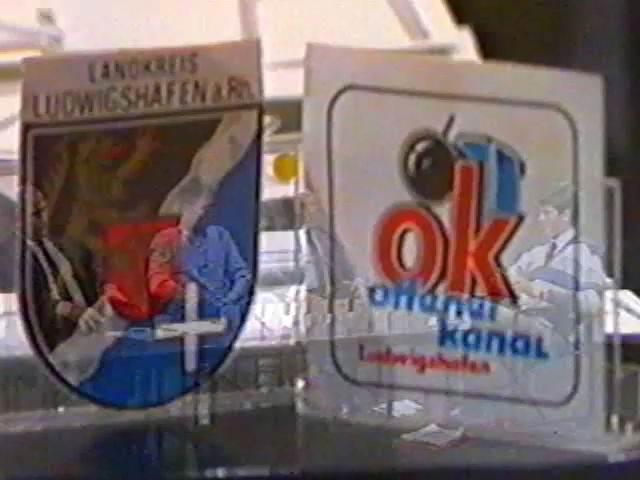 LANDKREIS
LUDWIGSHAFEN a.Rh.
ok
offener
kanal
Ludwigshafen